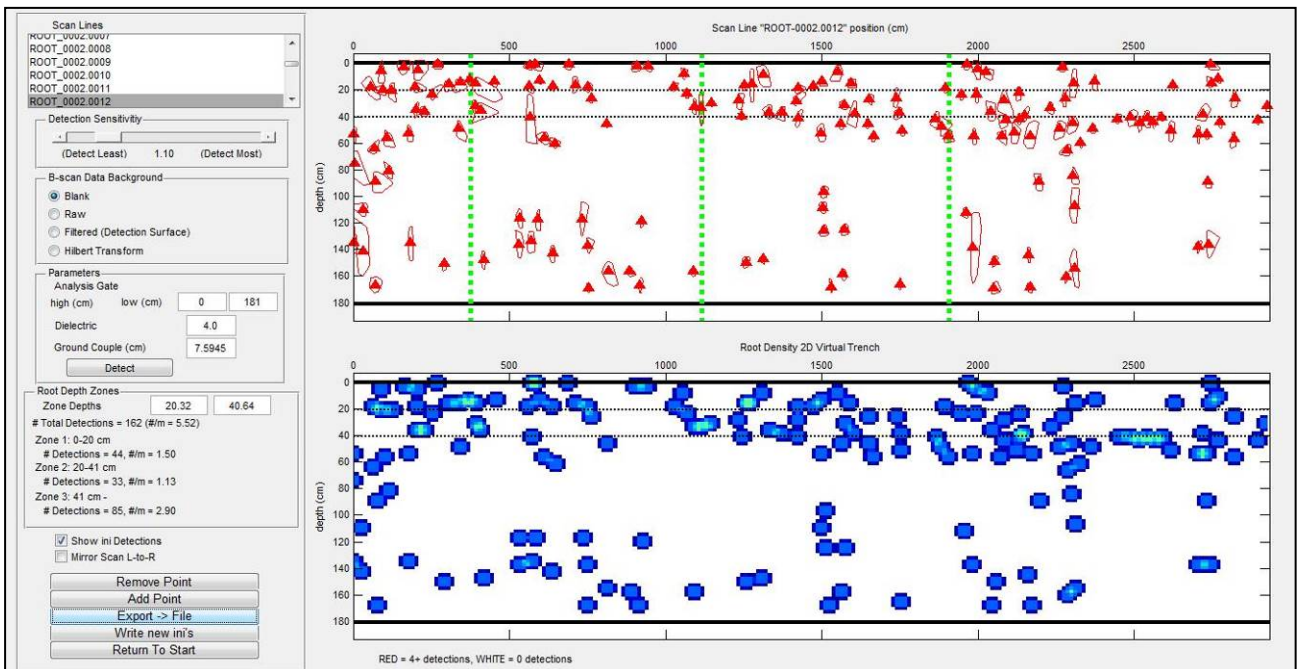 Scan Lines
ROOT_0002.0007
ROOT_0002.0008
ROOT_0002.0009
ROOT_0002.0010
ROOT_0002.0011
ROOT_0002.0012
Detection Sensitivitiy
(Detect Least) 1.10 (Detect Most)
B-scan Data Background
Blank
Raw
Filtered (Detection Surface)
Hilbert Transform
Parameters
Analysis Gate
high (cm) low (cm) 0 181
Dielectric 4.0
Ground Couple (cm) 7.5945
Detect
Root Depth Zones
Zone Depths 20.32 40.64
# Total Detections = 162 (#/m = 5.52)
Zone 1: 0-20 cm
# Detections = 44, #/m = 1.50
Zone 2: 20-41 cm
# Detections = 33, #/m = 1.13
Zone 3: 41 cm -
# Detections = 85, #/m = 2.90
Show ini Detections
Mirror Scan L-to-R
Remove Point
Add Point
Export -> File
Write new ini's
Return To Start
Scan Line "ROOT-0002.0012" position (cm)
0 500 1000 1500 2000 2500
0
20
40
60
80
100
120
140
160
180
depth (cm)
Root Density 2D Virtual Trench
0 500 1000 1500 2000 2500
0
20
40
60
80
100
120
140
160
180
depth (cm)
RED = 4+ detections, WHITE = 0 detections